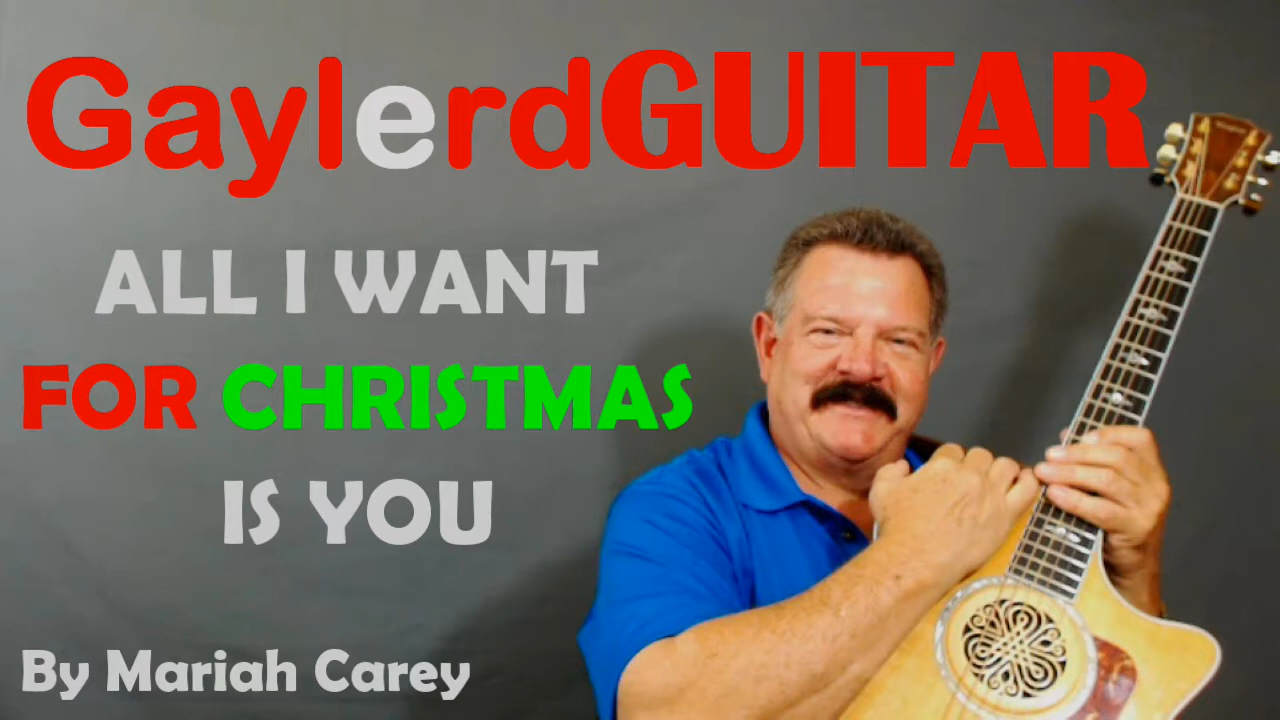 GaylerdGUITAR
ALL I WANT
FOR CHRISTMAS
IS YOU
By Mariah Carey